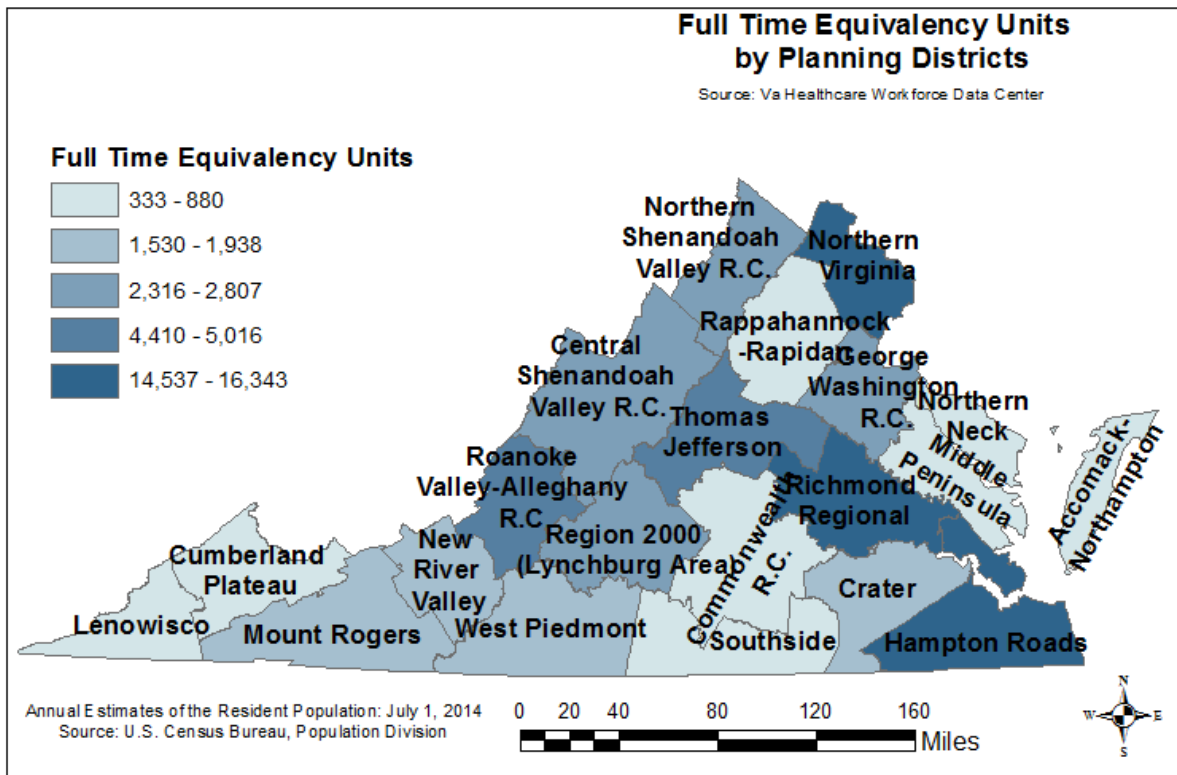 Full Time Equivalency Units
by Planning Districts
Source: Va Healthcare Workforce Data Center
Full Time Equivalency Units
333 - 880
1,530 - 1,938
2,316 - 2,807
4,410 - 5,016
14,537 - 16,343
Northern
Shenandoah
Valley R.C.
Northern
Virginia
Rappahannock
-Rapidan
Central
Shenandoah
Valley R.C.
George
Washington
R.C.
Northern
Neck
Thomas
Jefferson
Middle
Peninsula
Accomack-
Northampton
Roanoke
Valley-Alleghany
R.C
Richmond
Regional
Commonwealth
R.C.
Region 2000
(Lynchburg Area)
New
River
Valley
Cumberland
Plateau
Crater
Lenowisco
Mount Rogers
West Piedmont
Southside
Hampton Roads
Annual Estimates of the Resident Population: July 1, 2014
Source: U.S. Census Bureau, Population Division
0 20 40 80 120 160
Miles
N
W E
S